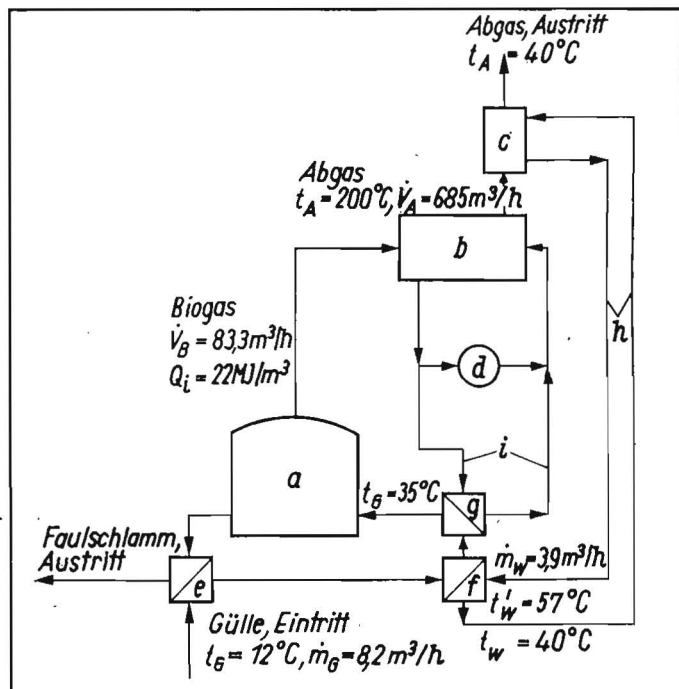 Abgas, Austritt
t_A = 40°C
c
Abgas
t_A = 200°C, V̇_A = 685 m³/h
b
h
Biogas
V̇_B = 83,3 m³/h
Q_i = 22 MJ/m³
d
i
a
t_G = 35°C
g
Faulschlamm,
Austritt
e
f
ṁ_W = 3,9 m³/h
t'_W = 57°C
t_W = 40°C
Gülle, Eintritt
t_G = 12°C, ṁ_G = 8,2 m³/h